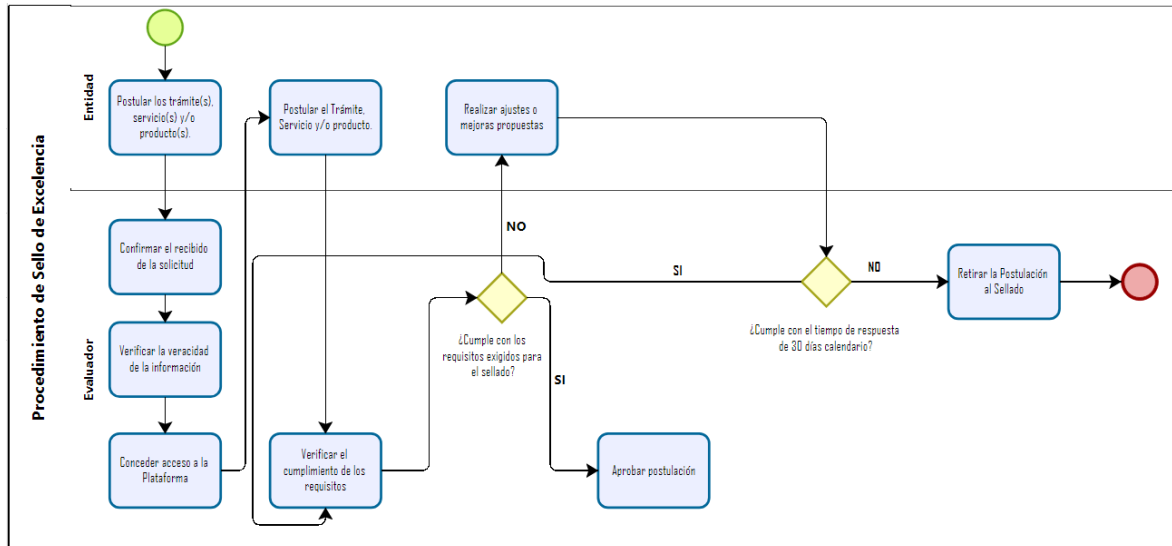 Procedimiento de Sello de Excelencia
Entidad
Postular los trámite(s),
servicio(s) y/o
producto(s).
Postular el Trámite,
Servicio y/o producto.
Realizar ajustes o
mejoras propuestas
Evaluador
Confirmar el recibido
de la solicitud
Verificar la veracidad
de la información
Conceder acceso a la
Plataforma
Verificar el
cumplimiento de los
requisitos
NO
¿Cumple con los
requisitos exigidos para
el sellado?
SI
Aprobar postulación
SI
¿Cumple con el tiempo de respuesta
de 30 días calendario?
NO
Retirar la Postulación
al Sellado